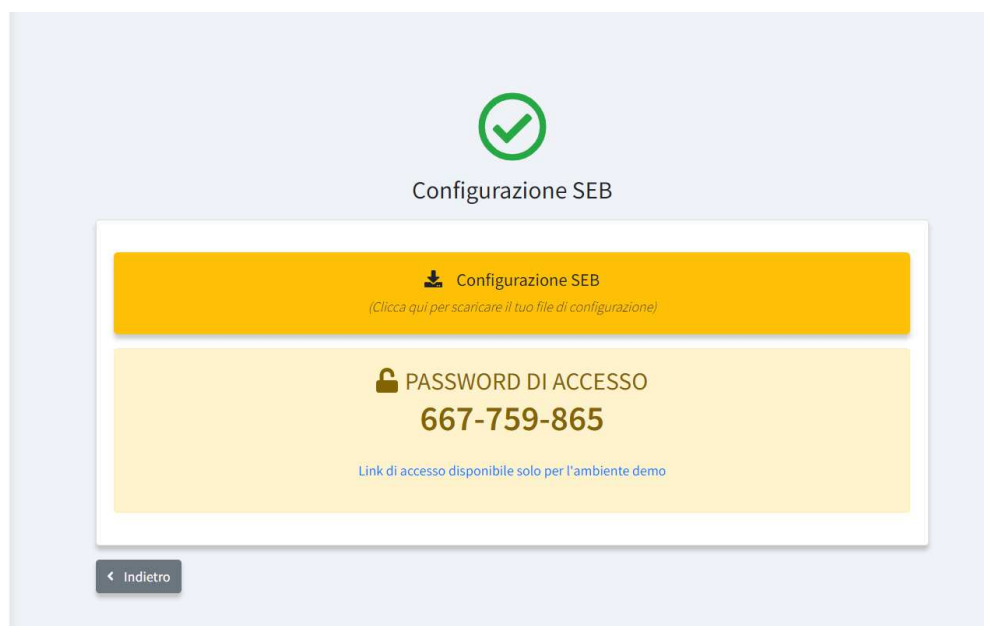 Configurazione SEB
Configurazione SEB
(Clicca qui per scaricare il tuo file di configurazione)
PASSWORD DI ACCESSO
667-759-865
Link di accesso disponibile solo per l'ambiente demo
Indietro